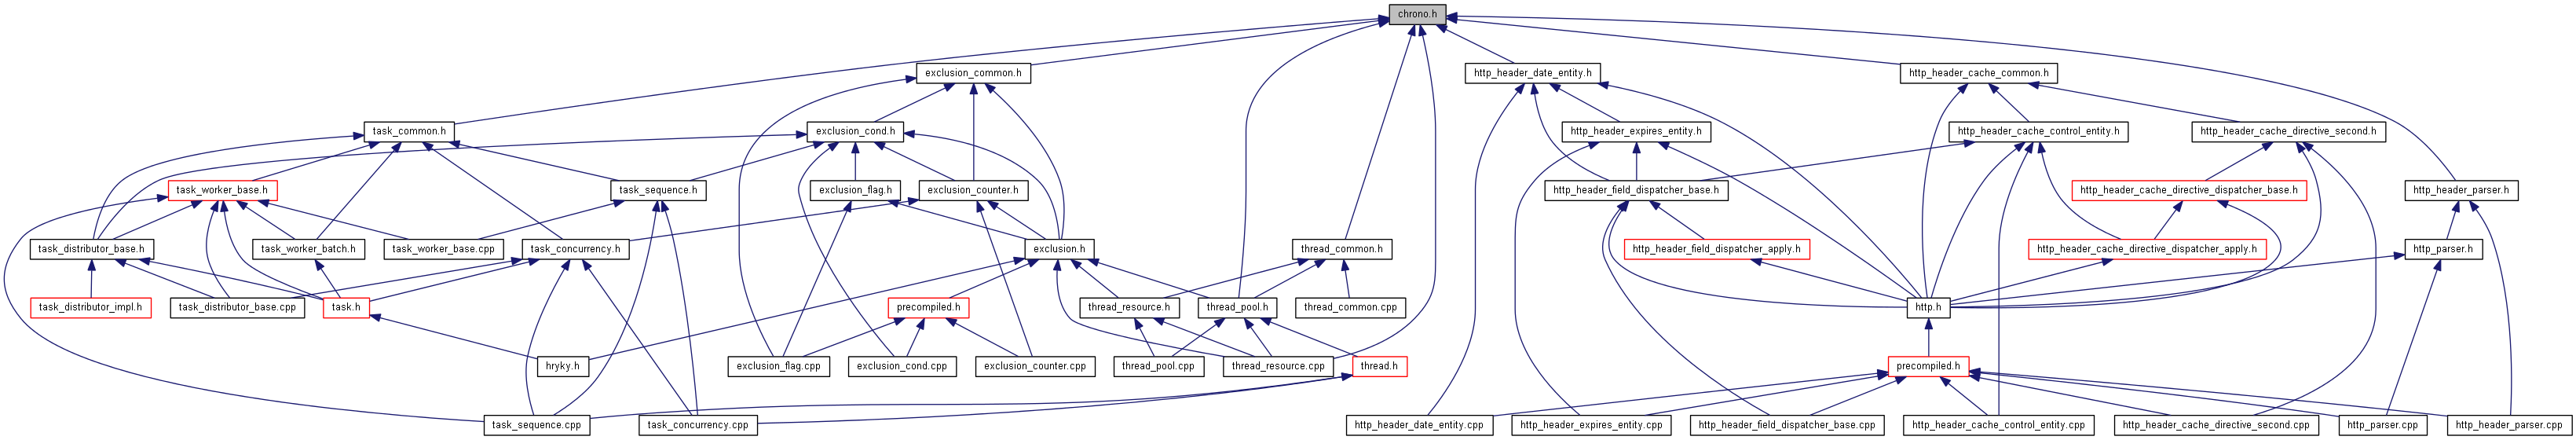 chrono.h
exclusion_common.h
http_header_date_entity.h
http_header_cache_common.h
task_common.h
exclusion_cond.h
http_header_expires_entity.h
http_header_cache_control_entity.h
http_header_cache_directive_second.h
task_worker_base.h
task_sequence.h
exclusion_flag.h
exclusion_counter.h
http_header_field_dispatcher_base.h
http_header_cache_directive_dispatcher_base.h
http_header_parser.h
task_distributor_base.h
task_worker_batch.h
task_worker_base.cpp
task_concurrency.h
exclusion.h
thread_common.h
http_header_field_dispatcher_apply.h
http_header_cache_directive_dispatcher_apply.h
http_parser.h
task_distributor_impl.h
task_distributor_base.cpp
task.h
precompiled.h
thread_resource.h
thread_pool.h
thread_common.cpp
http.h
hryky.h
exclusion_flag.cpp
exclusion_cond.cpp
exclusion_counter.cpp
thread_pool.cpp
thread_resource.cpp
thread.h
precompiled.h
task_sequence.cpp
task_concurrency.cpp
http_header_date_entity.cpp
http_header_expires_entity.cpp
http_header_field_dispatcher_base.cpp
http_header_cache_control_entity.cpp
http_header_cache_directive_second.cpp
http_parser.cpp
http_header_parser.cpp